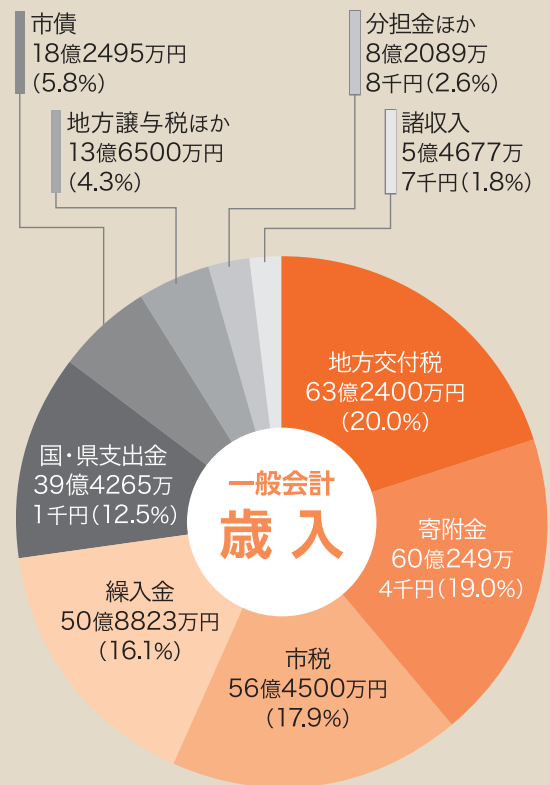 市債
18億2495万円
(5.8%)
分担金ほか
8億2089万
8千円(2.6%)
地方譲与税ほか
13億6500万円
(4.3%)
諸収入
5億4677万
7千円(1.8%)
地方交付税
63億2400万円
(20.0%)
国・県支出金
39億4265万
1千円(12.5%)
一般会計
歳入
寄附金
60億249万
4千円(19.0%)
繰入金
50億8823万円
(16.1%)
市税
56億4500万円
(17.9%)